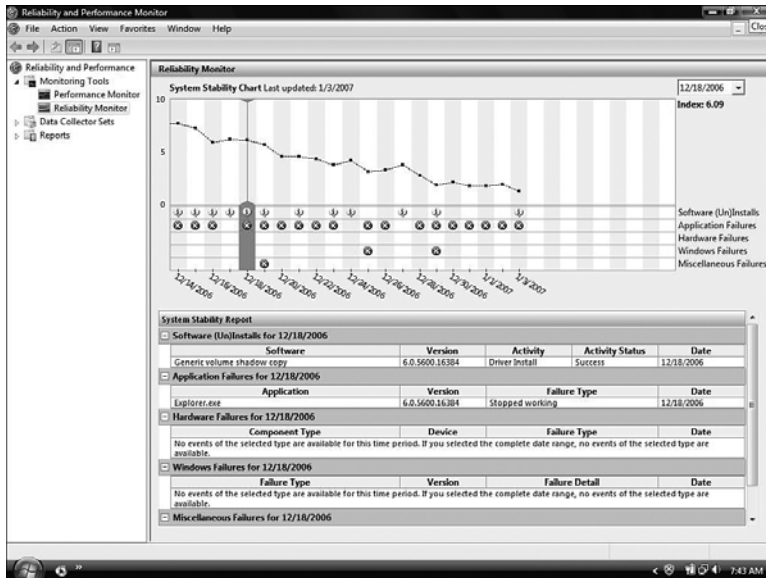 Reliability and Performance Monitor
File Action View Favorites Window Help
Clos
Reliability and Performance
Monitoring Tools
Performance Monitor
Reliability Monitor
Data Collector Sets
Reports
Reliability Monitor
System Stability Chart Last updated: 1/3/2007
12/18/2006
Index: 6.09
10
5
0
Software (Un)Installs
Application Failures
Hardware Failures
Windows Failures
Miscellaneous Failures
12/14/2006 12/16/2006 12/18/2006 12/20/2006 12/22/2006 12/24/2006 12/26/2006 12/28/2006 12/30/2006 1/1/2007 1/3/2007
System Stability Report
Software (Un)Installs for 12/18/2006
Software Version Activity Activity Status Date
Generic volume shadow copy 6.0.5600.16384 Driver Install Success 12/18/2006
Application Failures for 12/18/2006
Application Version Failure Type Date
Explorer.exe 6.0.5600.16384 Stopped working 12/18/2006
Hardware Failures for 12/18/2006
Component Type Device Failure Type Date
No events of the selected type are available for this time period. If you selected the complete date range, no events of the selected type are
available.
Windows Failures for 12/18/2006
Failure Type Version Failure Detail Date
No events of the selected type are available for this time period. If you selected the complete date range, no events of the selected type are
available.
Miscellaneous Failures for 12/18/2006
7:43 AM